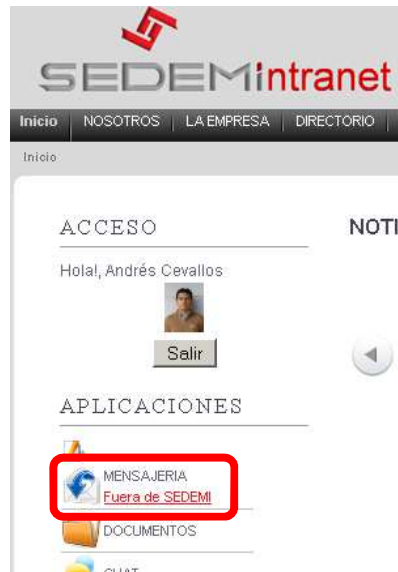 SEDEMIntranet
Inicio NOSOTROS LA EMPRESA DIRECTORIO
Inicio
ACCESO
NOTI
Hola!, Andrés Cevallos
Salir
APLICACIONES
MENSAJERIA
Fuera de SEDEMI
DOCUMENTOS
CHAT